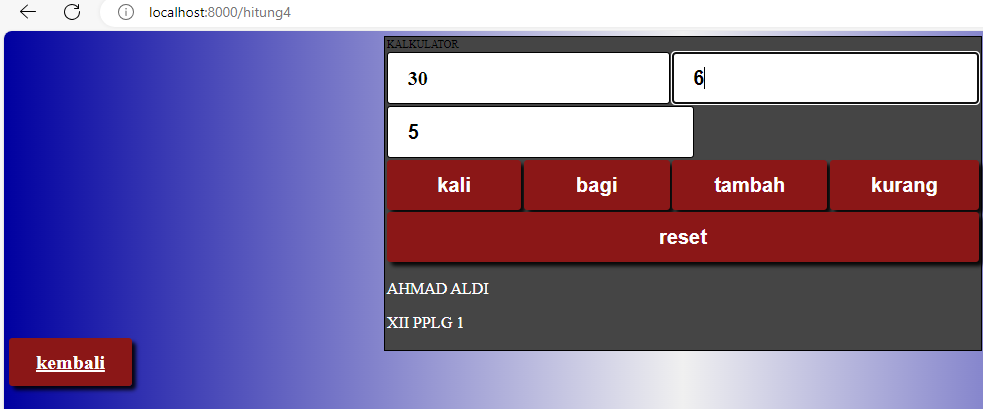 localhost:8000/hitung4
KALKULATOR
30 6
5
kali bagi tambah kurang
reset
AHMAD ALDI
XII PPLG 1
kembali